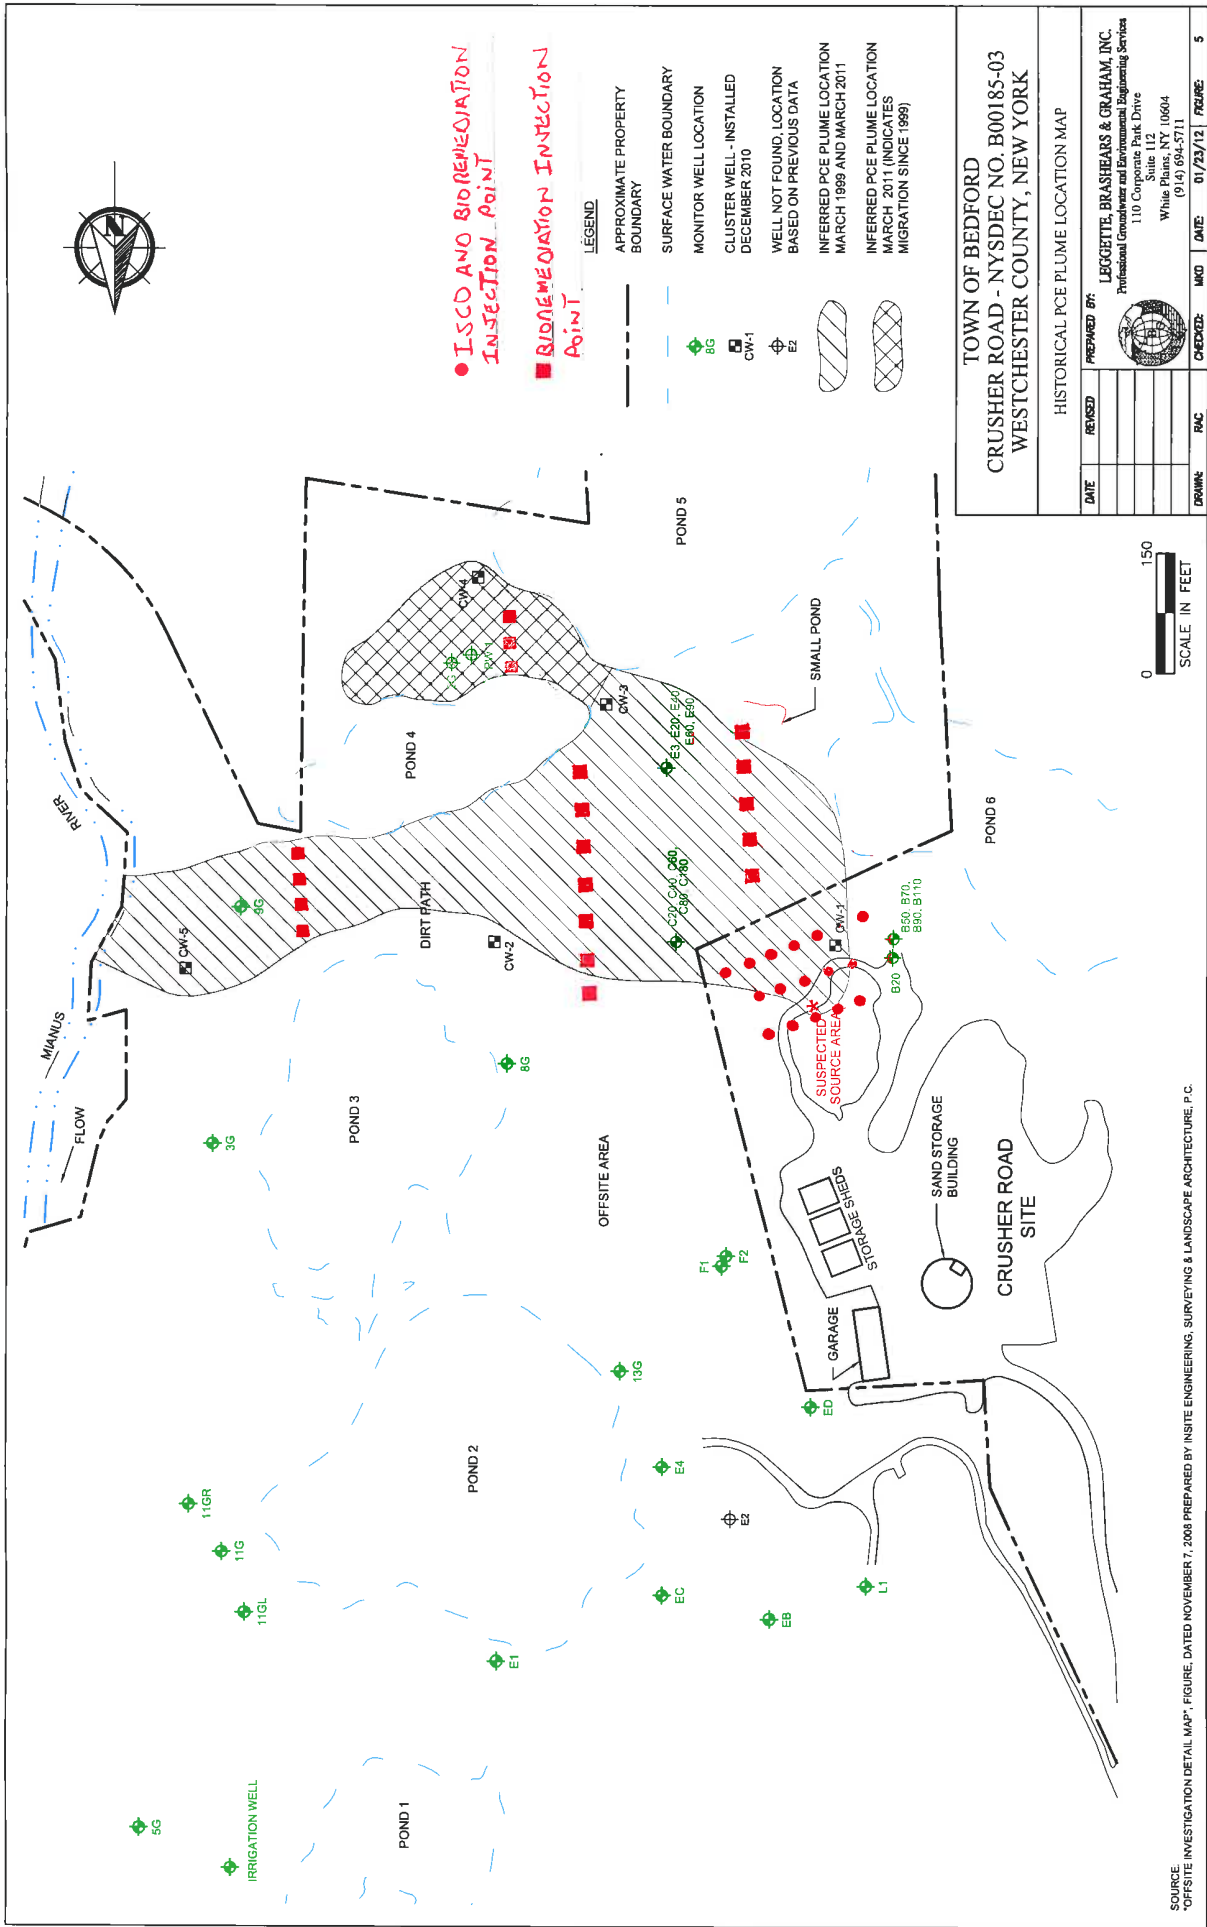 N
● ISCO AND BIOREMEDIATION
INJECTION POINT
■ BIOREMEDIATION INJECTION
POINT
LEGEND
APPROXIMATE PROPERTY
BOUNDARY
SURFACE WATER BOUNDARY
8G
MONITOR WELL LOCATION
CW-1
CLUSTER WELL - INSTALLED
DECEMBER 2010
E2
WELL NOT FOUND, LOCATION
BASED ON PREVIOUS DATA
INFERRED PCE PLUME LOCATION
MARCH 1999 AND MARCH 2011
INFERRED PCE PLUME LOCATION
MARCH 2011 (INDICATES
MIGRATION SINCE 1999)
MIANUS
RIVER
FLOW
5G
IRRIGATION WELL
11GL
11G
11GR
3G
CW-5
9G
POND 1
E1
POND 2
POND 3
8G
DIRT PATH
CW-2
POND 4
CW-4
CW-3
POND 5
OFFSITE AREA
13G
EC
E4
E2
EB
L1
ED
F1
F2
C20, C40, C60,
C80, C180
E3, E20, E40,
E60, E90
SMALL POND
CW-1
B20
B50, B70,
B90, B110
POND 6
SUSPECTED
SOURCE AREA
STORAGE SHEDS
GARAGE
SAND STORAGE
BUILDING
CRUSHER ROAD
SITE
0 150
SCALE IN FEET
TOWN OF BEDFORD
CRUSHER ROAD - NYSDEC NO. B00185-03
WESTCHESTER COUNTY, NEW YORK
HISTORICAL PCE PLUME LOCATION MAP
DATE REVISED
PREPARED BY:
LEGGETTE, BRASHEARS & GRAHAM, INC.
Professional Groundwater and Environmental Engineering Services
110 Corporate Park Drive
Suite 112
White Plains, NY 10604
(914) 694-5711
DRAWN: RAC CHECKED: MKD DATE: 01/23/12 FIGURE: 5
SOURCE:
"OFFSITE INVESTIGATION DETAIL MAP", FIGURE, DATED NOVEMBER 7, 2008 PREPARED BY INSITE ENGINEERING, SURVEYING & LANDSCAPE ARCHITECTURE, P.C.